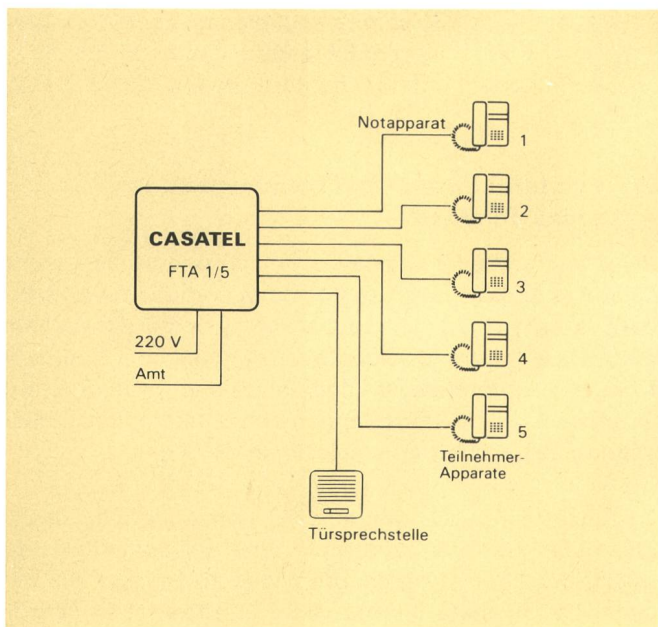 Notapparat
1
2
CASATEL
FTA 1/5
3
220 V
4
Amt
5
Teilnehmer-
Apparate
Türsprechstelle